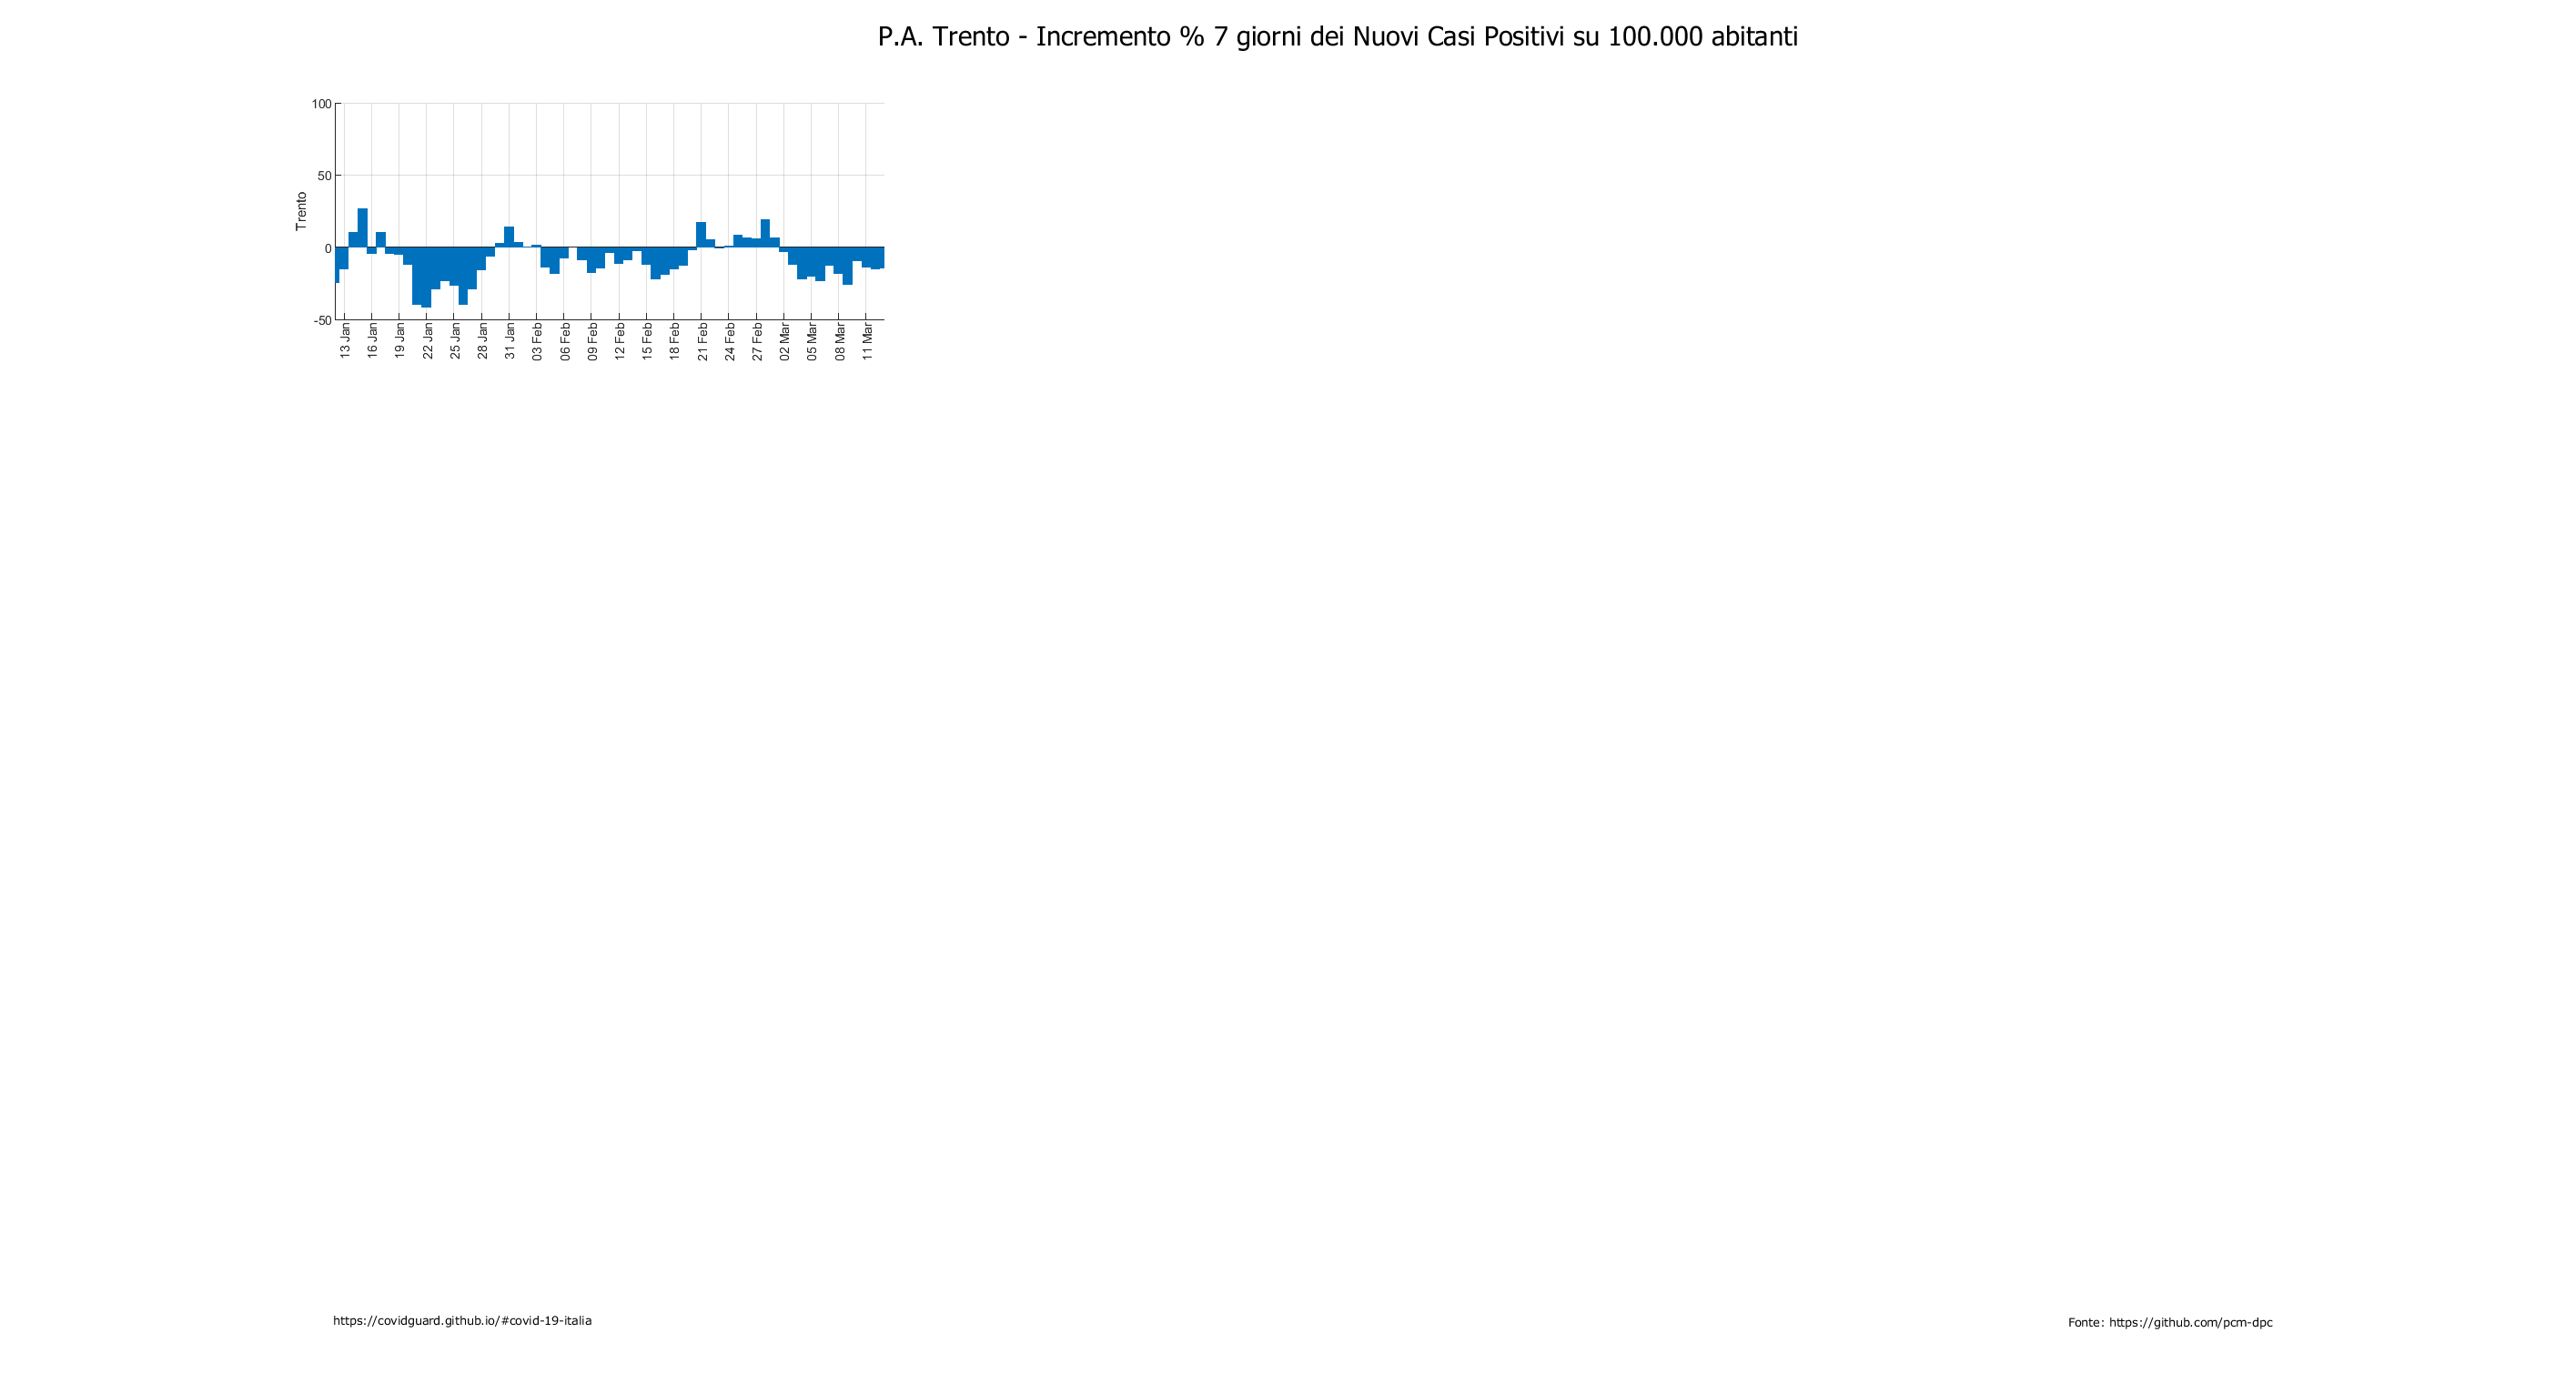 P.A. Trento - Incremento % 7 giorni dei Nuovi Casi Positivi su 100.000 abitanti
100
50
0
-50
Trento
13 Jan
16 Jan
19 Jan
22 Jan
25 Jan
28 Jan
31 Jan
03 Feb
06 Feb
09 Feb
12 Feb
15 Feb
18 Feb
21 Feb
24 Feb
27 Feb
02 Mar
05 Mar
08 Mar
11 Mar
https://covidguard.github.io/#covid-19-italia
Fonte: https://github.com/pcm-dpc